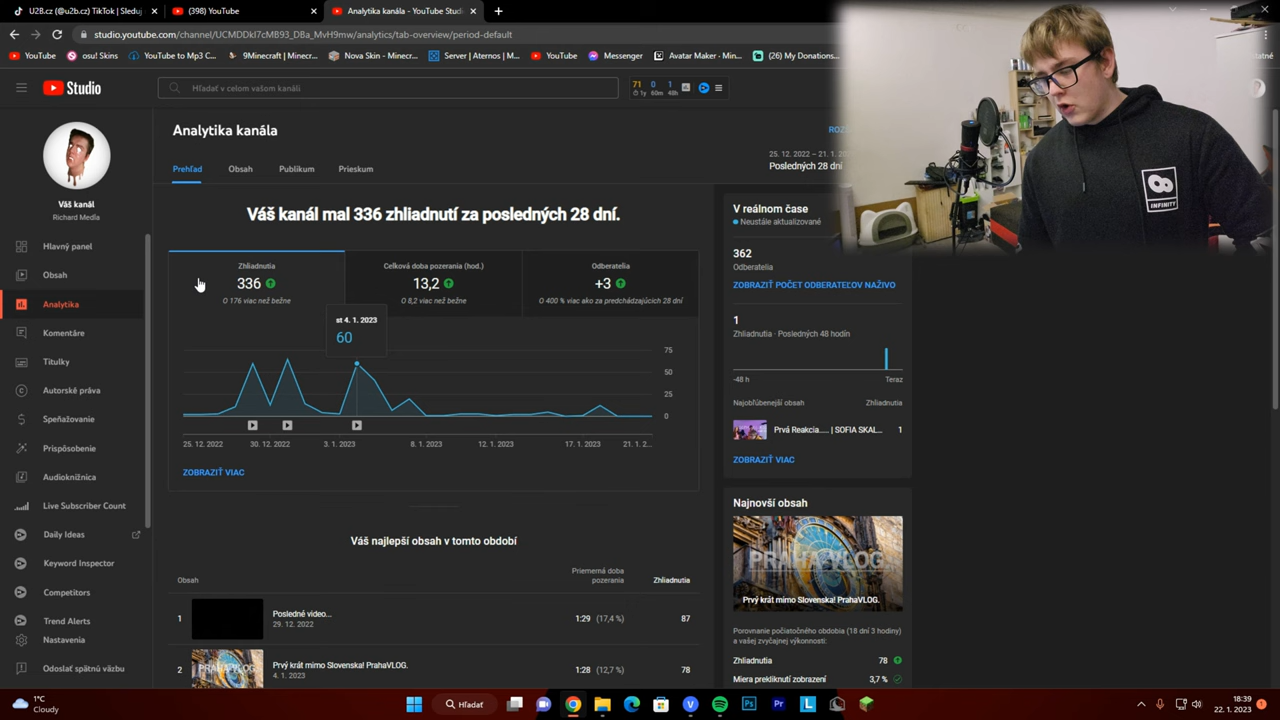 U2B.cz (@u2b.cz) TikTok | Sleduj
(398) YouTube
Analytika kanála - YouTube Stu
studio.youtube.com/channel/UCMDDkI7cMB93_DBa_MvH9mw/analytics/tab-overview/period-default
YouTube
osu! Skins
YouTube to Mp3 C...
9Minecraft | Minecr...
Nova Skin - Minecr...
Server | Aternos | M...
YouTube
Messenger
Avatar Maker - Min...
(26) My Donations...
Studio
Hľadať v celom vašom kanáli
71 0 1
1y 60m 48h
Analytika kanála
Prehľad
Obsah
Publikum
Prieskum
25. 12. 2022 – 21. 1.
Posledných 28 dní
Váš kanál
Richard Medla
Hlavný panel
Obsah
Analytika
Komentáre
Titulky
Autorské práva
Speňažovanie
Prispôsobenie
Audioknižnica
Live Subscriber Count
Daily Ideas
Keyword Inspector
Competitors
Trend Alerts
Nastavenia
Odoslať spätnú väzbu
Váš kanál mal 336 zhliadnutí za posledných 28 dní.
Zhliadnutia
336
O 176 viac než bežne
Celková doba pozerania (hod.)
13,2
O 8,2 viac než bežne
Odberatelia
+3
O 400 % viac ako za predchádzajúcich 28 dní
st 4. 1. 2023
60
75
50
25
0
25. 12. 2022
30. 12. 2022
3. 1. 2023
8. 1. 2023
12. 1. 2023
17. 1. 2023
21. 1. 2...
ZOBRAZIŤ VIAC
Váš najlepší obsah v tomto období
Obsah
Priemerná doba
pozerania
Zhliadnutia
1
Posledné video...
29. 12. 2022
1:29 (17,4 %)
87
2
Prvý krát mimo Slovenska! PrahaVLOG.
4. 1. 2023
1:28 (12,7 %)
78
V reálnom čase
Neustále aktualizované
362
Odberatelia
ZOBRAZIŤ POČET ODBERATEĽOV NAŽIVO
1
Zhliadnutia · Posledných 48 hodín
-48 h
Teraz
Najobľúbenejší obsah
Zhliadnutia
Prvá Reakcia..... | SOFIA SKAL...
1
ZOBRAZIŤ VIAC
Najnovší obsah
PRAHAVLOG
Prvý krát mimo Slovenska! PrahaVLOG.
Porovnanie počiatočného obdobia (18 dní 3 hodiny)
a vašej zvyčajnej výkonnosti:
Zhliadnutia
78
Miera prekliknutí zobrazení
3,7 %
INFINITY
1°C
Cloudy
Hľadať
18:39
22. 1. 2023